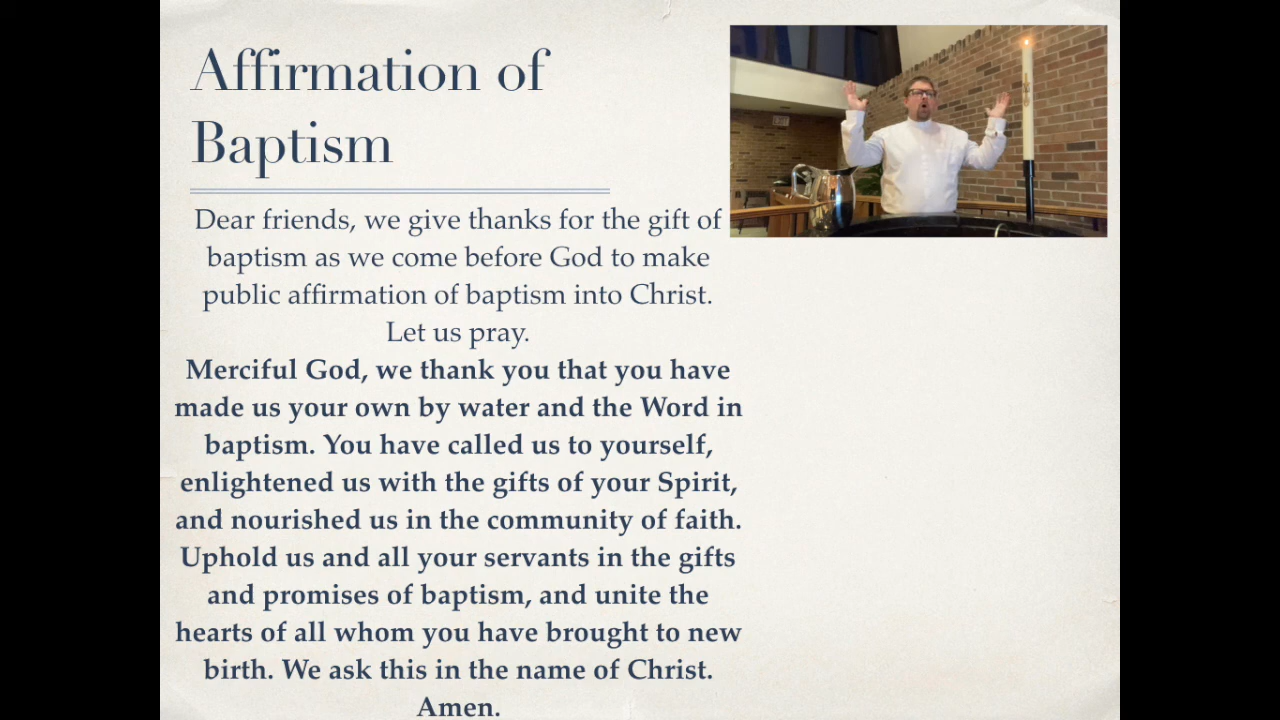 Affirmation of
Baptism
Dear friends, we give thanks for the gift of
baptism as we come before God to make
public affirmation of baptism into Christ.
Let us pray.
Merciful God, we thank you that you have
made us your own by water and the Word in
baptism. You have called us to yourself,
enlightened us with the gifts of your Spirit,
and nourished us in the community of faith.
Uphold us and all your servants in the gifts
and promises of baptism, and unite the
hearts of all whom you have brought to new
birth. We ask this in the name of Christ.
Amen.